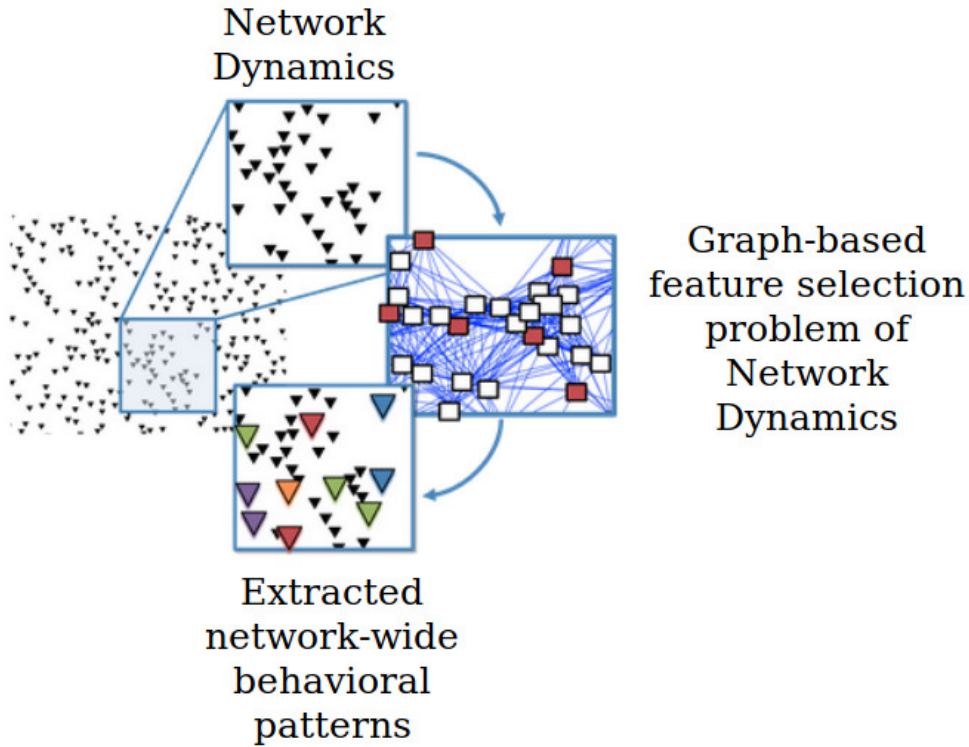 Network
Dynamics
Graph-based
feature selection
problem of
Network
Dynamics
Extracted
network-wide
behavioral
patterns